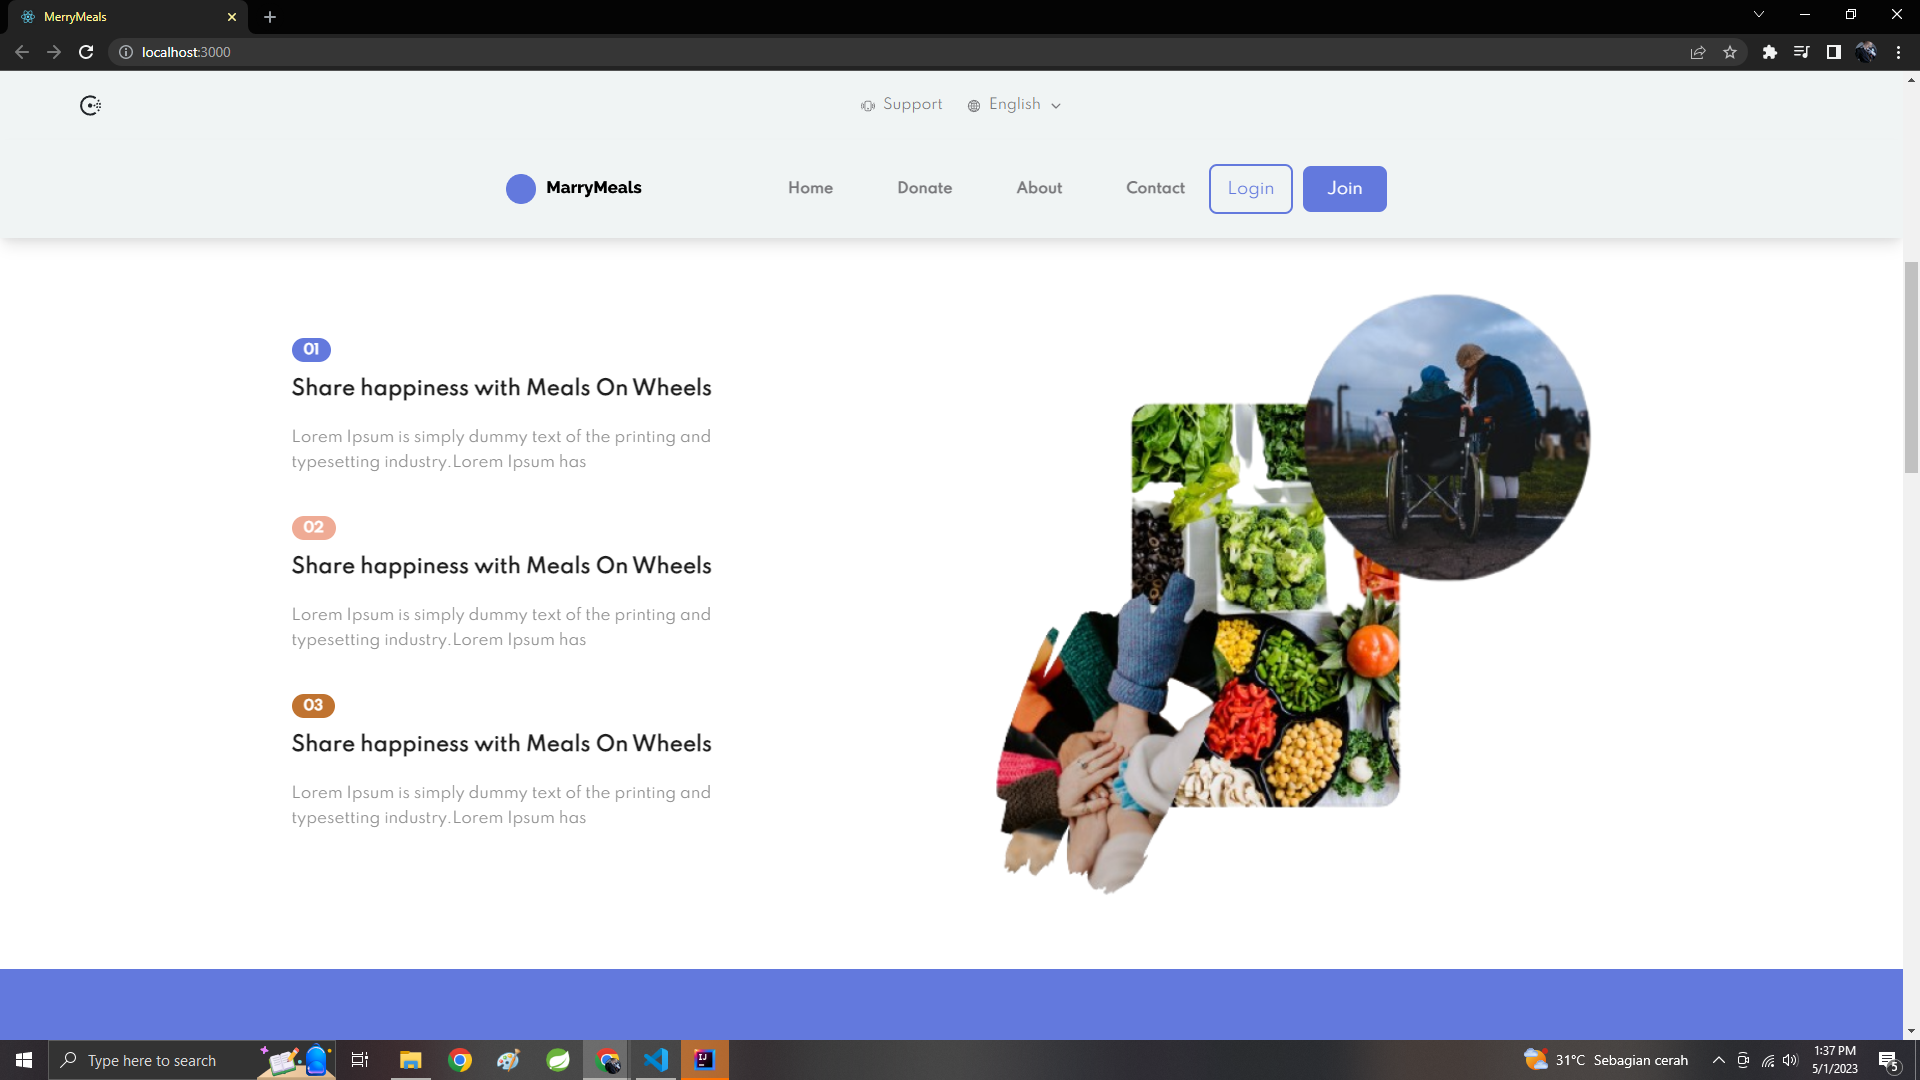 MerryMeals
localhost:3000
Support
English
MarryMeals
Home
Donate
About
Contact
Login
Join
01
Share happiness with Meals On Wheels
Lorem Ipsum is simply dummy text of the printing and
typesetting industry.Lorem Ipsum has
02
Share happiness with Meals On Wheels
Lorem Ipsum is simply dummy text of the printing and
typesetting industry.Lorem Ipsum has
03
Share happiness with Meals On Wheels
Lorem Ipsum is simply dummy text of the printing and
typesetting industry.Lorem Ipsum has
Type here to search
IJ
31°C Sebagian cerah
1:37 PM
5/1/2023
5